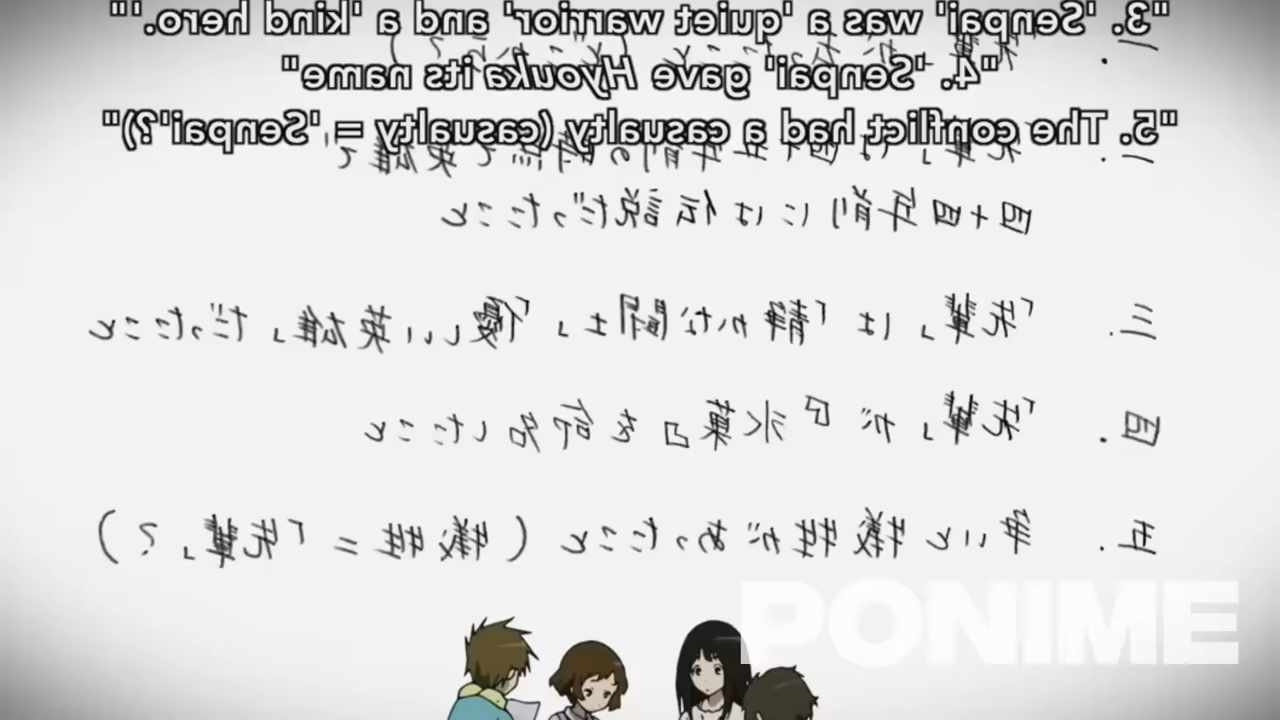 "3. 'Senpai' was a 'quiet warrior' and a 'kind hero.'"
"4. 'Senpai' gave Hyouka its name"
"5. The conflict had a casualty (casualty = 'Senpai'?)"
四十四年前には伝説だったこと
三. 「先輩」は「静かな闘士」「優しい英雄」だったこと
四. 「先輩」が『氷菓』を命名したこと
五. 争いと犠牲があったこと (犠牲 = 「先輩」?)
PONIME